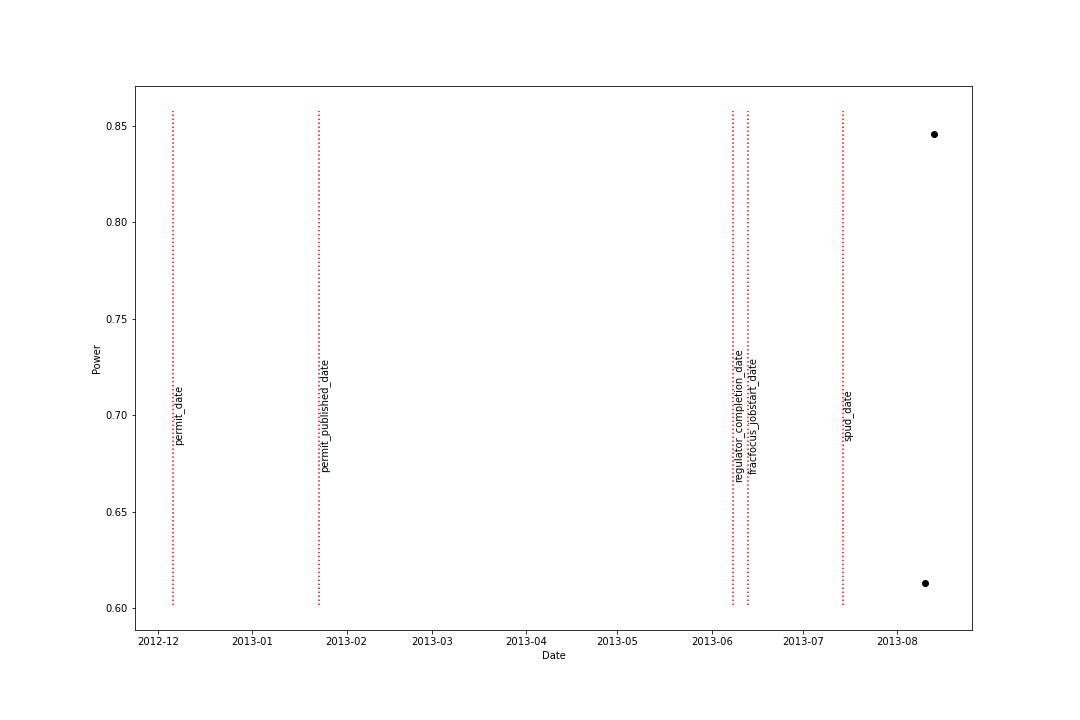 0.85
0.80
0.75
0.70
0.65
0.60
Power
permit_date
permit_published_date
regulator_completion_date
fracfocus_jobstart_date
spud_date
2012-12
2013-01
2013-02
2013-03
2013-04
2013-05
2013-06
2013-07
2013-08
Date